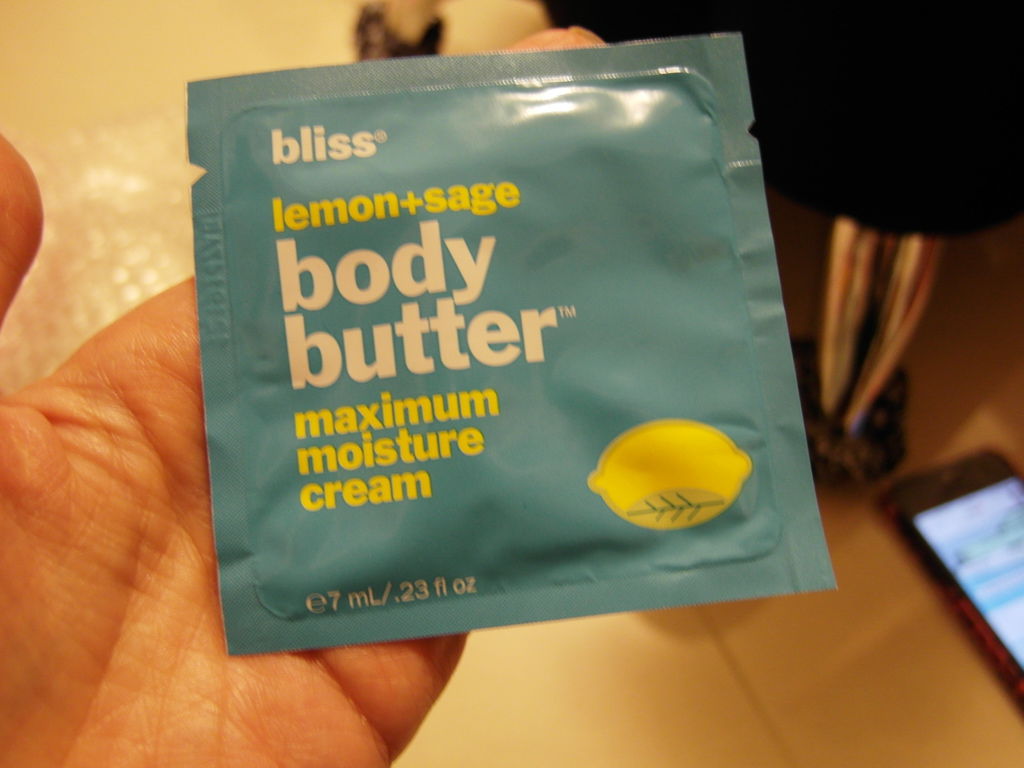 bliss®
lemon+sage
body
butter™
maximum
moisture
cream
℮7 mL/.23 fl oz